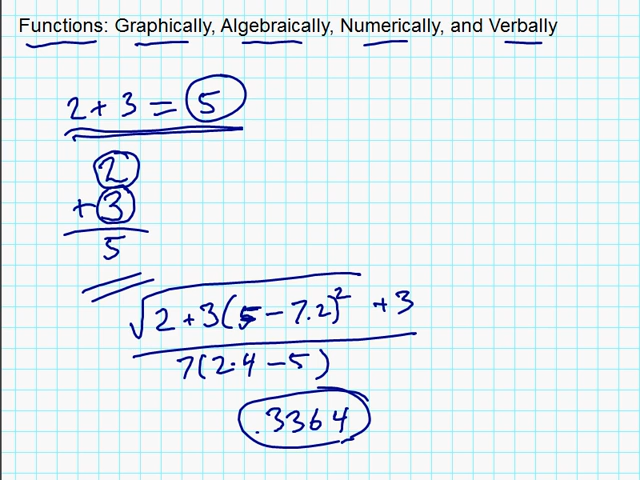 Functions: Graphically, Algebraically, Numerically, and Verbally
2 + 3 = 5
2
+ 3
5
√2 + 3(5 − 7.2)² + 3
7(2·4 − 5)
.3364